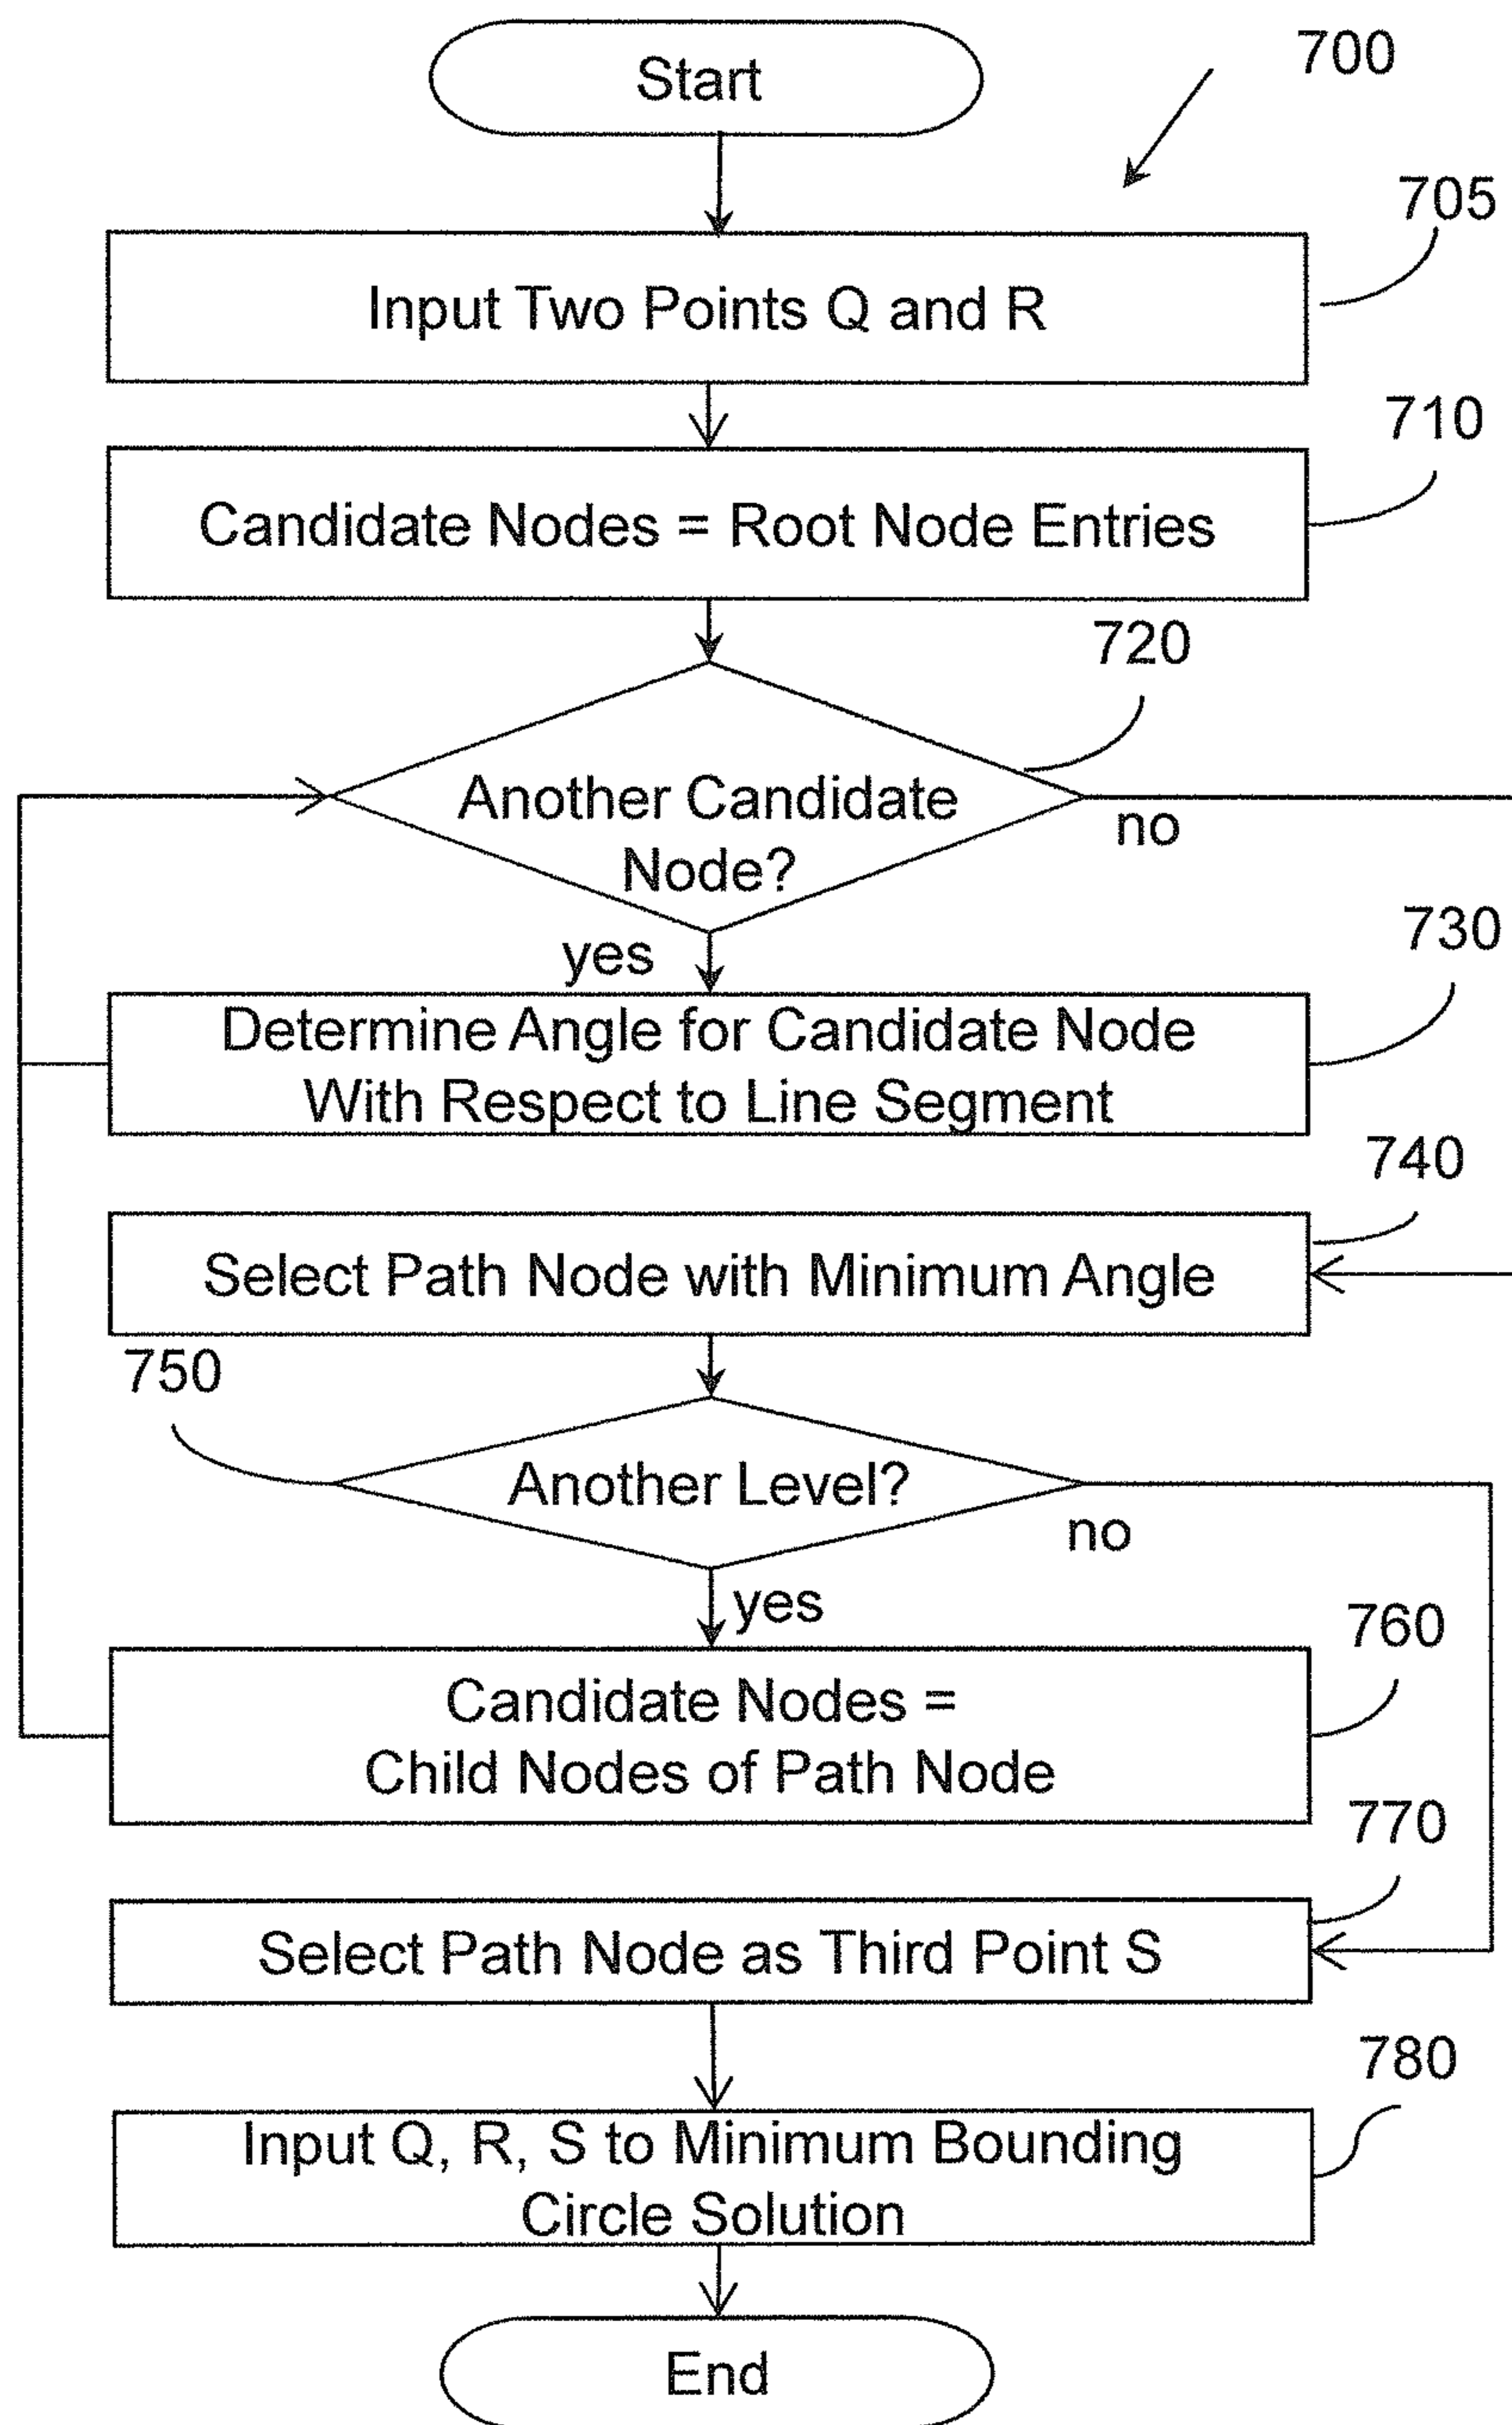 Start
700
705
Input Two Points Q and R
710
Candidate Nodes = Root Node Entries
720
Another Candidate
Node?
no
yes
730
Determine Angle for Candidate Node
With Respect to Line Segment
740
Select Path Node with Minimum Angle
750
Another Level?
no
yes
760
Candidate Nodes =
Child Nodes of Path Node
770
Select Path Node as Third Point S
780
Input Q, R, S to Minimum Bounding
Circle Solution
End